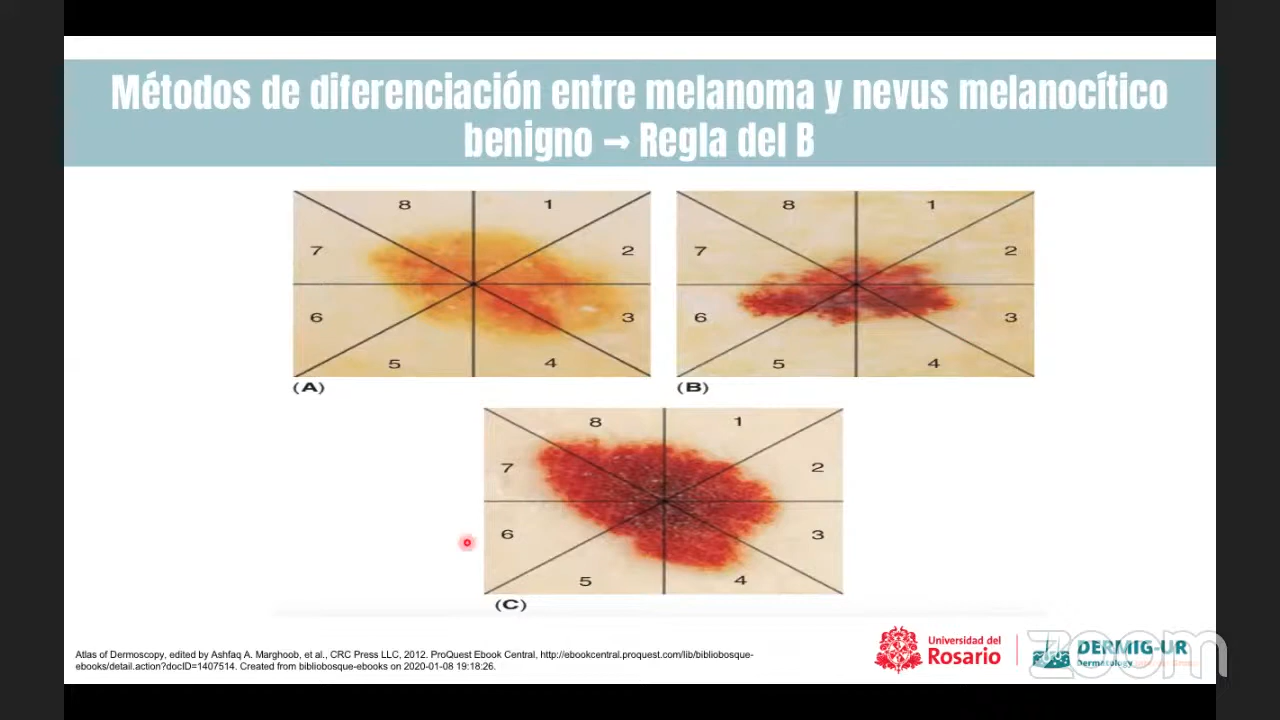 Métodos de diferenciación entre melanoma y nevus melanocítico
benigno → Regla del B
8 1
7 2
6 3
5 4
(A)
8 1
7 2
6 3
5 4
(B)
8 1
7 2
6 3
5 4
(C)
Atlas of Dermoscopy, edited by Ashfaq A. Marghoob, et al., CRC Press LLC, 2012. ProQuest Ebook Central, http://ebookcentral.proquest.com/lib/bibliobosque-
ebooks/detail.action?docID=1407514. Created from bibliobosque-ebooks on 2020-01-08 19:18:26.
Universidad del
Rosario
DERMIG-UR
Dermatology
zoom